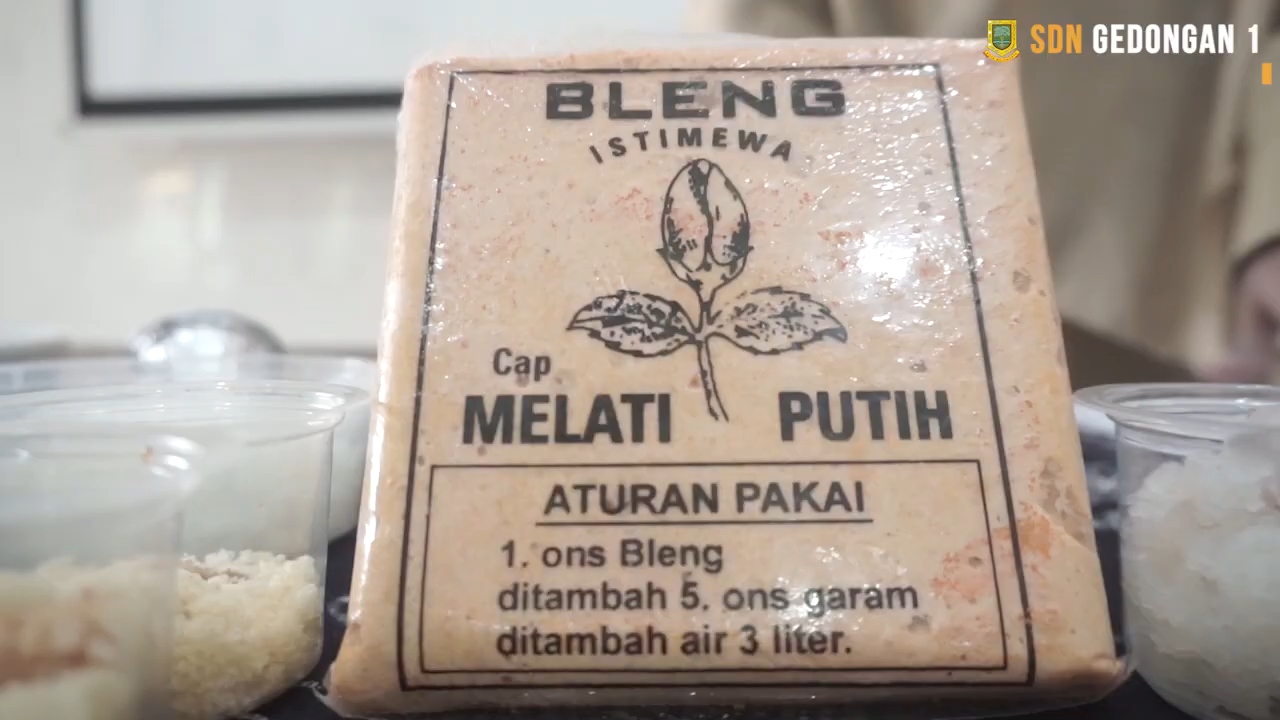 SDN GEDONGAN 1
BLENG
ISTIMEWA
Cap
MELATI PUTIH
ATURAN PAKAI
1. ons Bleng
ditambah 5. ons garam
ditambah air 3 liter.